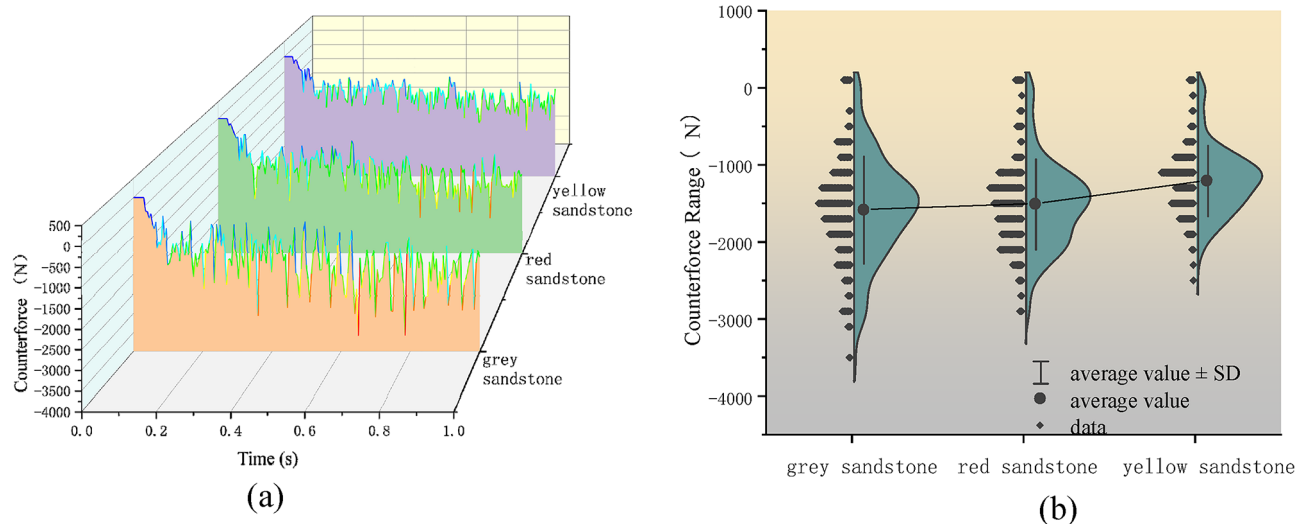 500
0
-500
-1000
-1500
-2000
-2500
-3000
-3500
-4000
Counterforce （N）
0.0 0.2 0.4 0.6 0.8 1.0
Time (s)
grey
sandstone
red
sandstone
yellow
sandstone
(a)
1000
0
-1000
-2000
-3000
-4000
Counterforce Range（ N）
average value ± SD
average value
data
grey sandstone red sandstone yellow sandstone
(b)